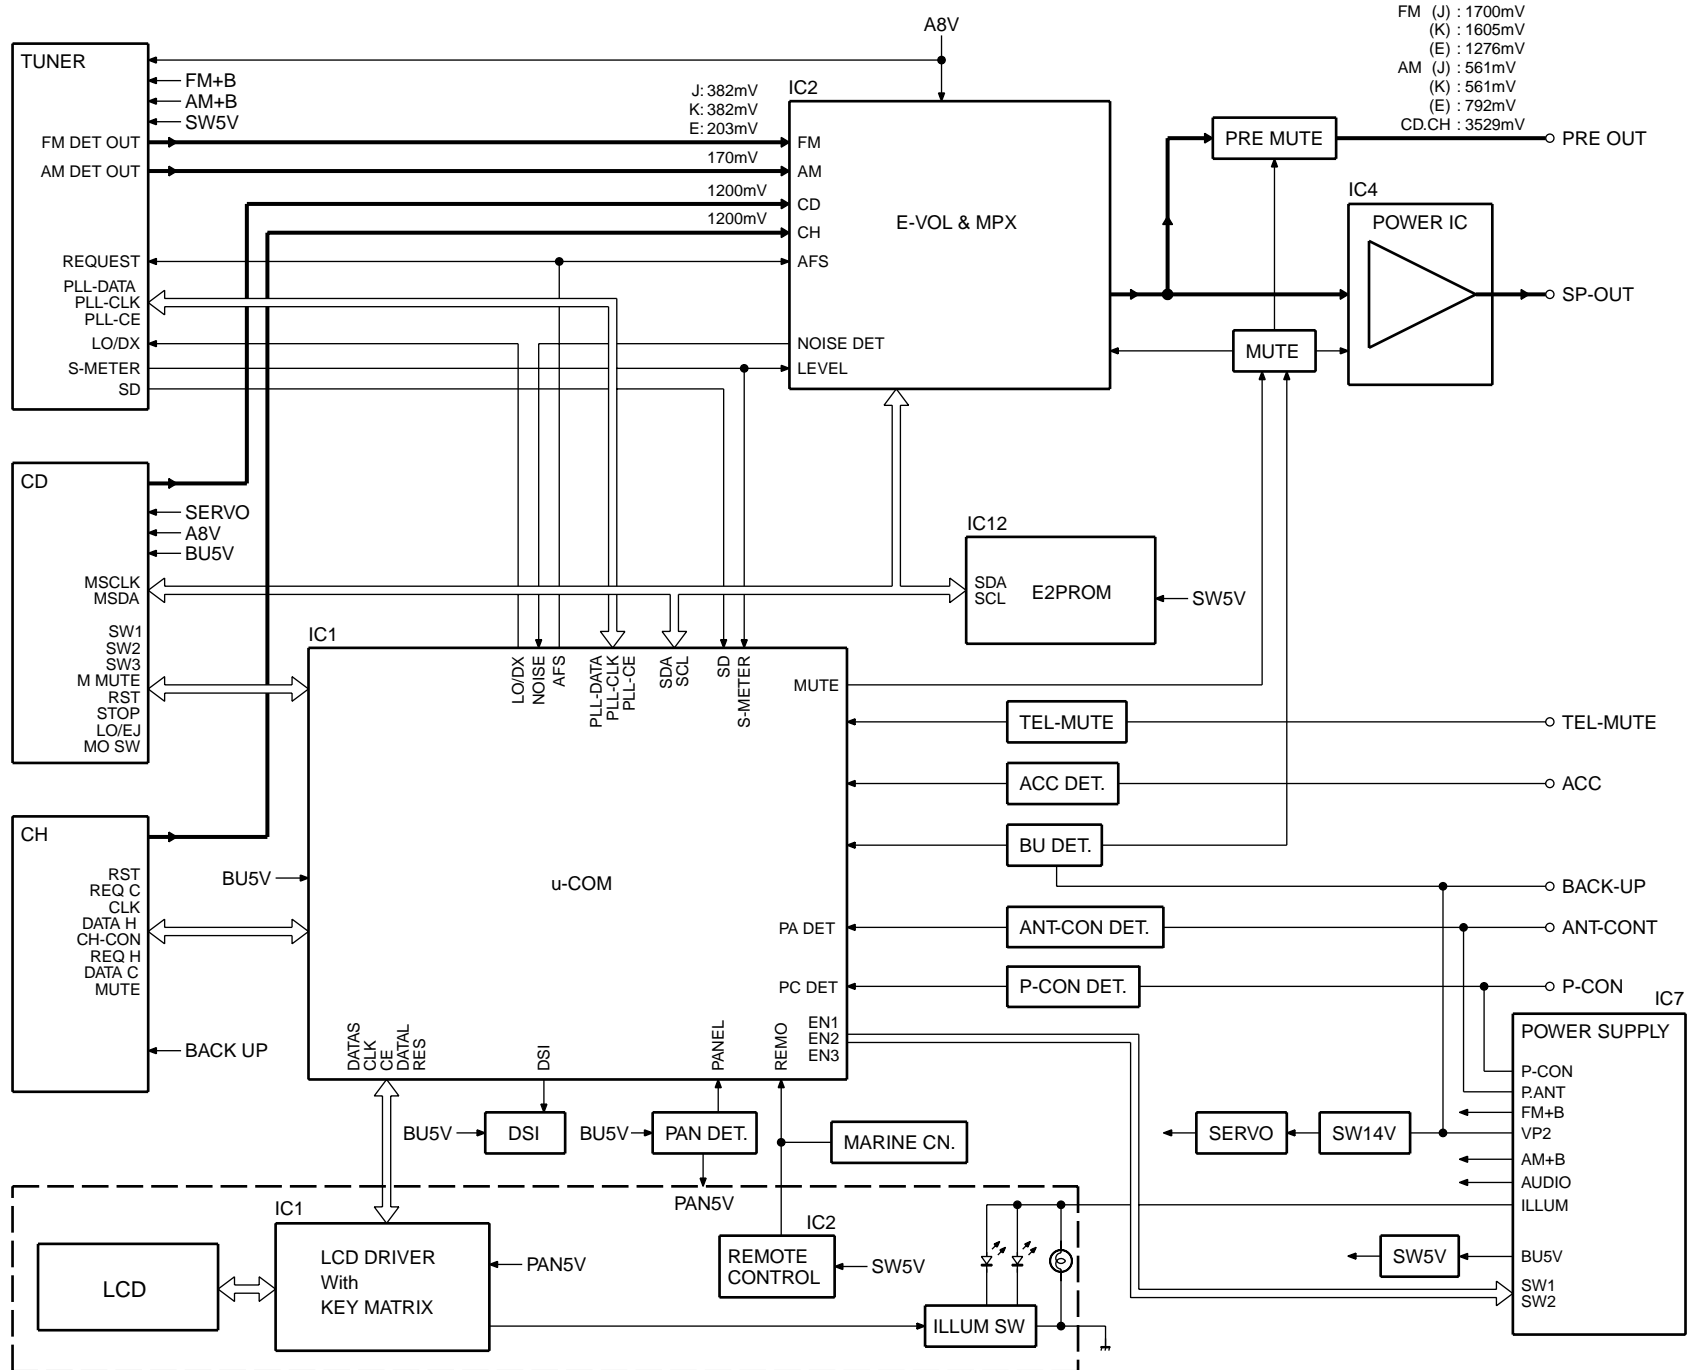 A8V
FM (J) : 1700mV
(K) : 1605mV
(E) : 1276mV
AM (J) : 561mV
(K) : 561mV
(E) : 792mV
CD.CH : 3529mV
TUNER
FM+B
AM+B
SW5V
FM DET OUT
AM DET OUT
REQUEST
PLL-DATA
PLL-CLK
PLL-CE
LO/DX
S-METER
SD
J: 382mV
K: 382mV
E: 203mV
170mV
1200mV
1200mV
IC2
FM
AM
CD
CH
AFS
E-VOL & MPX
NOISE DET
LEVEL
PRE MUTE
PRE OUT
IC4
POWER IC
SP-OUT
MUTE
CD
SERVO
A8V
BU5V
MSCLK
MSDA
SW1
SW2
SW3
M MUTE
RST
STOP
LO/EJ
MO SW
IC12
SDA
SCL
E2PROM
SW5V
IC1
LO/DX
NOISE
AFS
PLL-DATA
PLL-CLK
PLL-CE
SDA
SCL
SD
S-METER
MUTE
TEL-MUTE
TEL-MUTE
ACC DET.
ACC
BU DET.
BACK-UP
CH
RST
REQ C
CLK
DATA H
CH-CON
REQ H
DATA C
MUTE
BACK UP
BU5V
u-COM
PA DET
ANT-CON DET.
ANT-CONT
PC DET
P-CON DET.
P-CON
EN1
EN2
EN3
DATAS
CLK
CE
DATAL
RES
DSI
PANEL
REMO
IC7
POWER SUPPLY
P-CON
P.ANT
FM+B
VP2
AM+B
AUDIO
ILLUM
BU5V
SW1
SW2
BU5V
DSI
BU5V
PAN DET.
PAN5V
MARINE CN.
SERVO
SW14V
SW5V
LCD
IC1
LCD DRIVER
With
KEY MATRIX
PAN5V
IC2
REMOTE
CONTROL
SW5V
ILLUM SW